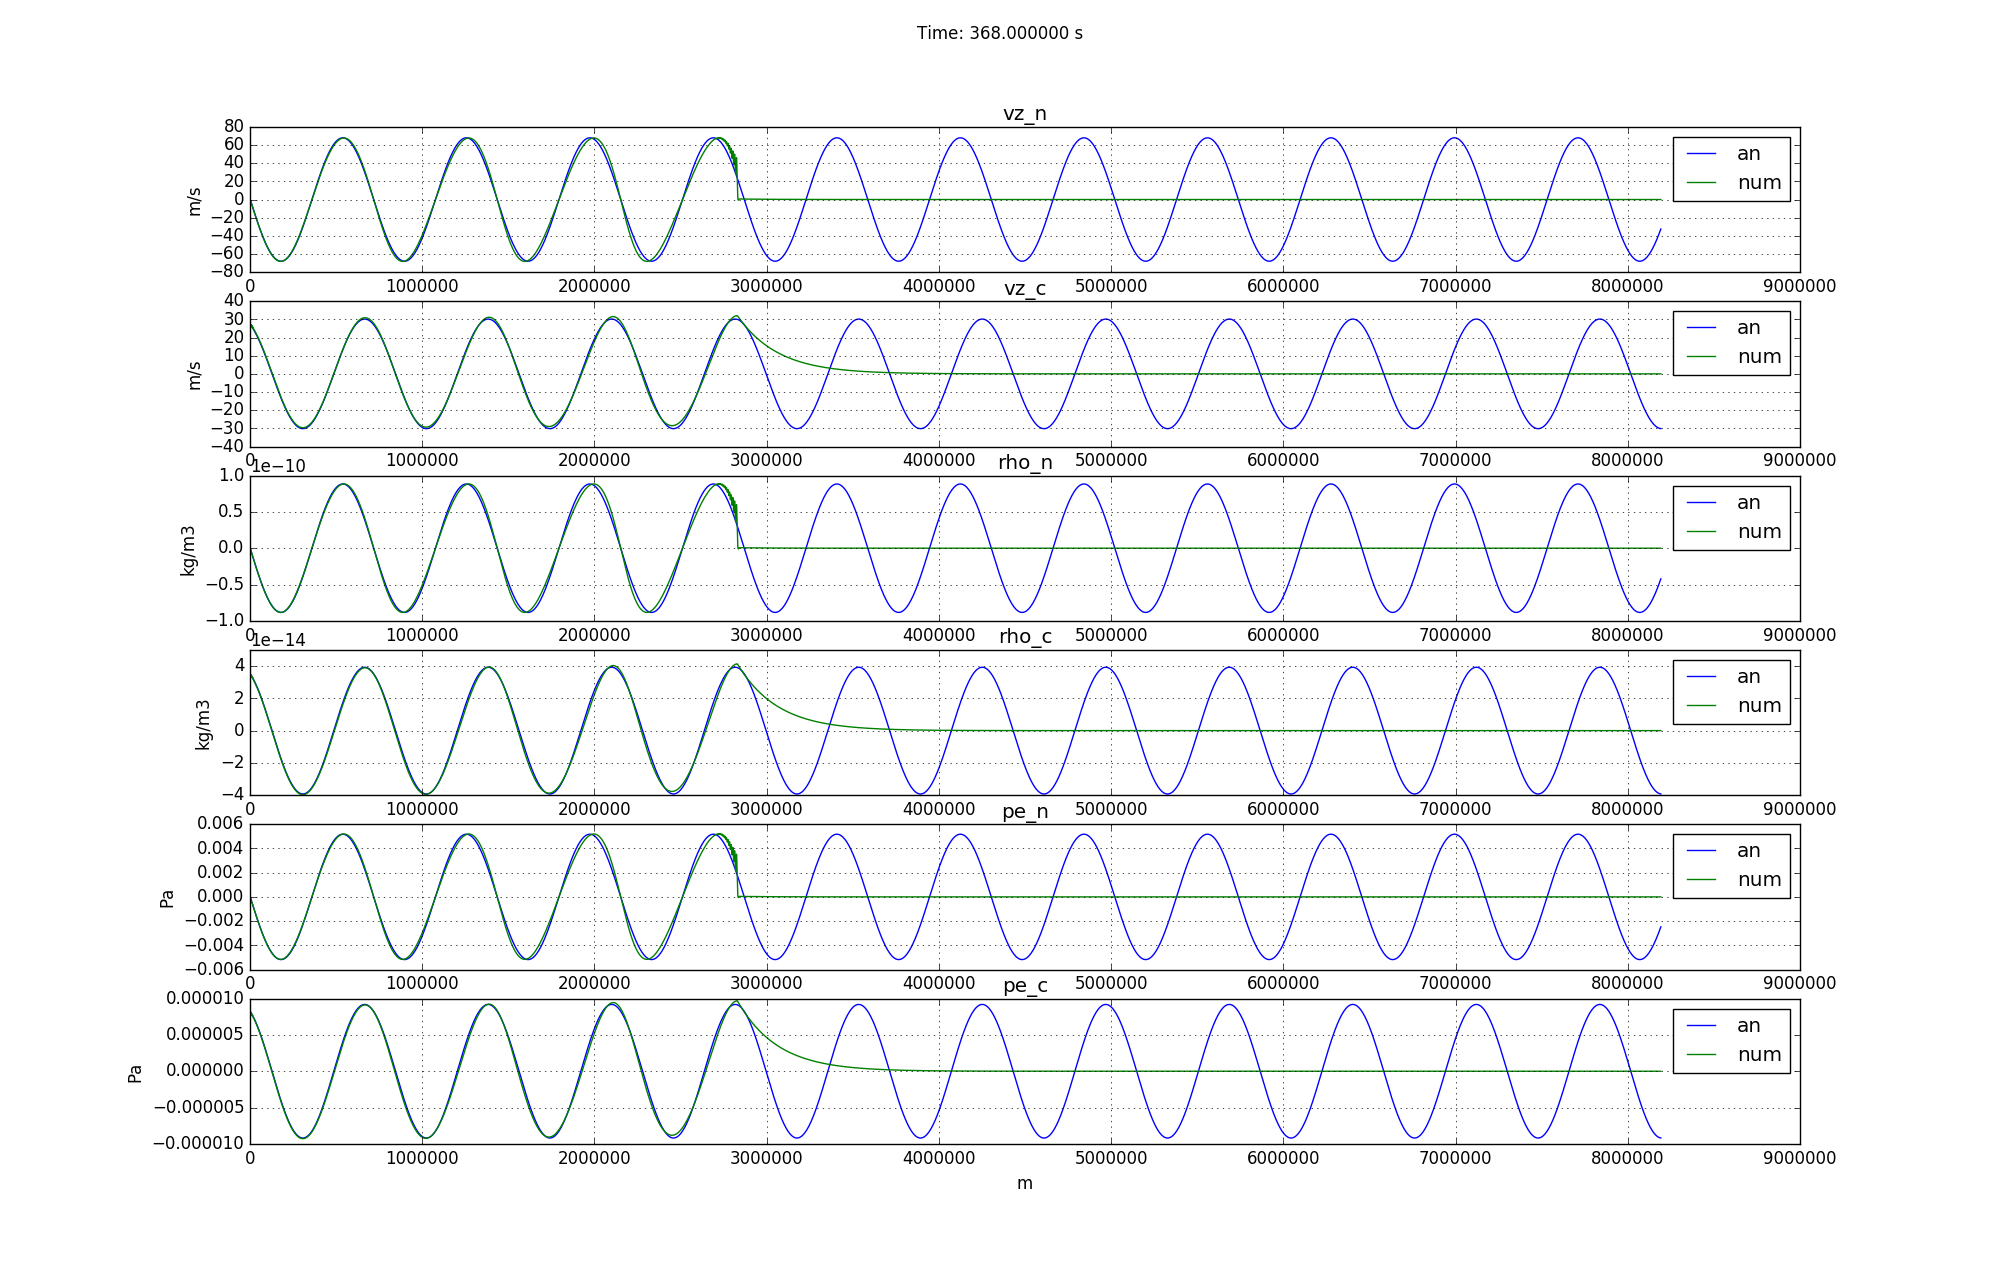 Time: 368.000000 s
vz_n
80
60
40
20
0
−20
−40
−60
−80
m/s
an
num
0 1000000 2000000 3000000 4000000 5000000 6000000 7000000 8000000 9000000
vz_c
40
30
20
10
0
−10
−20
−30
−40
m/s
an
num
0 1000000 2000000 3000000 4000000 5000000 6000000 7000000 8000000 9000000
1e−10
rho_n
1.0
0.5
0.0
−0.5
−1.0
kg/m3
an
num
0 1000000 2000000 3000000 4000000 5000000 6000000 7000000 8000000 9000000
1e−14
rho_c
4
2
0
−2
−4
kg/m3
an
num
0 1000000 2000000 3000000 4000000 5000000 6000000 7000000 8000000 9000000
pe_n
0.006
0.004
0.002
0.000
−0.002
−0.004
−0.006
Pa
an
num
0 1000000 2000000 3000000 4000000 5000000 6000000 7000000 8000000 9000000
pe_c
0.000010
0.000005
0.000000
−0.000005
−0.000010
Pa
an
num
0 1000000 2000000 3000000 4000000 5000000 6000000 7000000 8000000 9000000
m